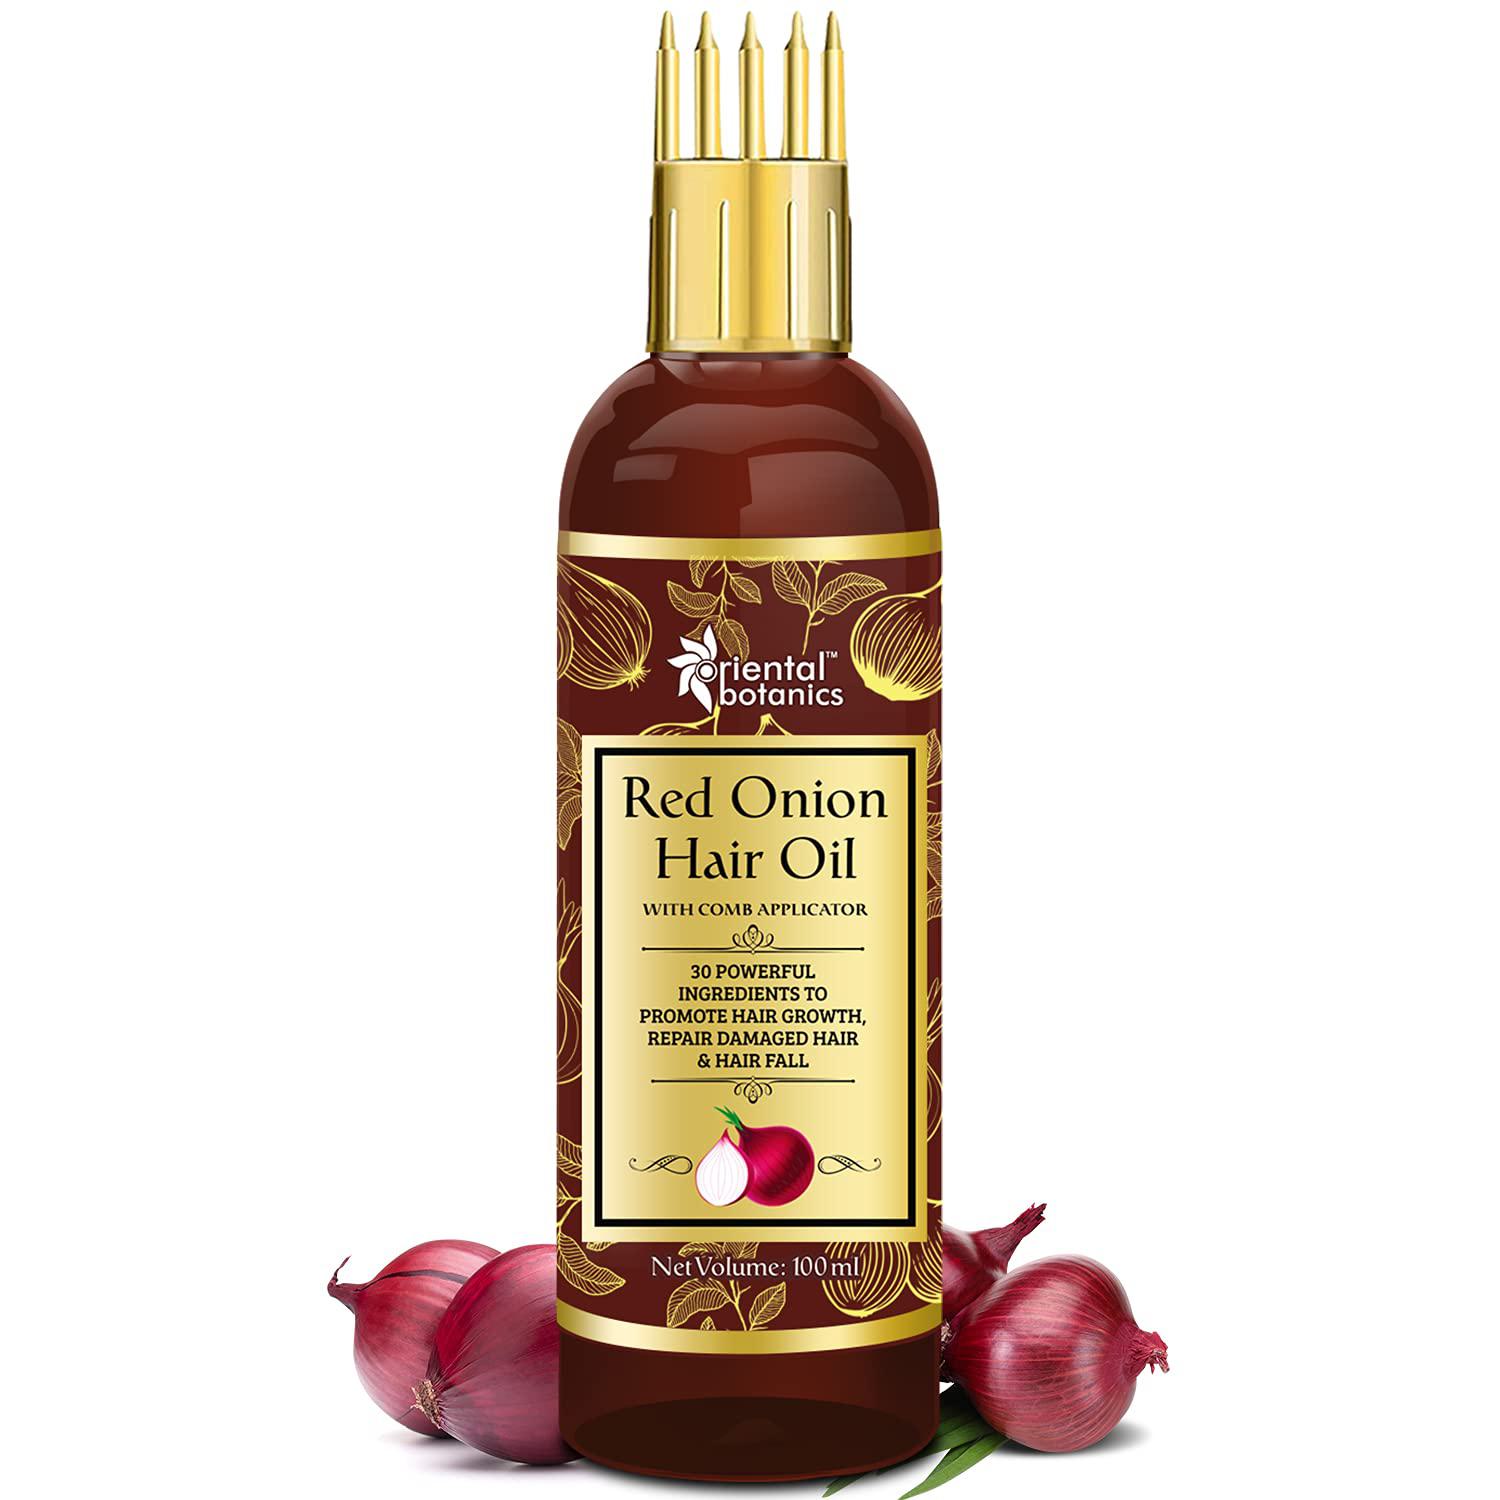 Oriental™
botanics
Red Onion
Hair Oil
WITH COMB APPLICATOR
30 POWERFUL
INGREDIENTS TO
PROMOTE HAIR GROWTH,
REPAIR DAMAGED HAIR
& HAIR FALL
Net Volume: 100 ml